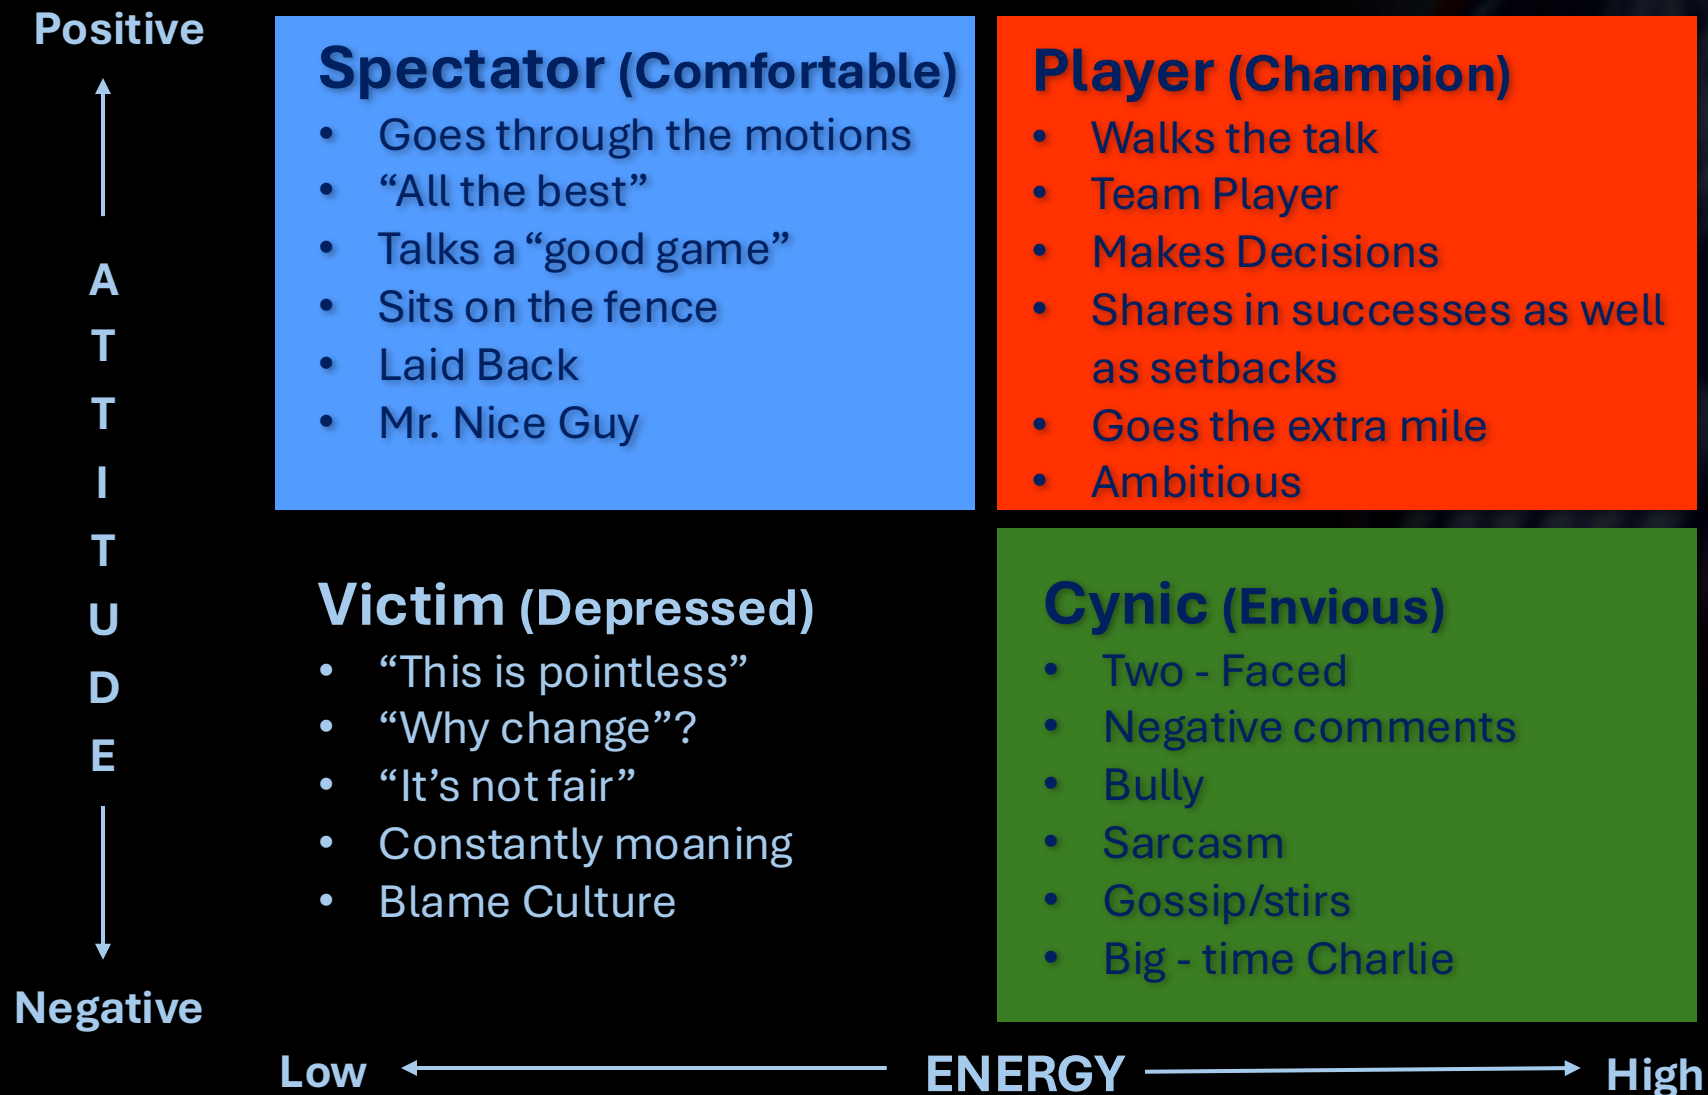 Positive
ATTITUDE
Negative
Spectator (Comfortable)
• Goes through the motions
• “All the best”
• Talks a “good game”
• Sits on the fence
• Laid Back
• Mr. Nice Guy
Player (Champion)
• Walks the talk
• Team Player
• Makes Decisions
• Shares in successes as well
as setbacks
• Goes the extra mile
• Ambitious
Victim (Depressed)
• “This is pointless”
• “Why change”?
• “It’s not fair”
• Constantly moaning
• Blame Culture
Cynic (Envious)
• Two - Faced
• Negative comments
• Bully
• Sarcasm
• Gossip/stirs
• Big - time Charlie
Low ENERGY High